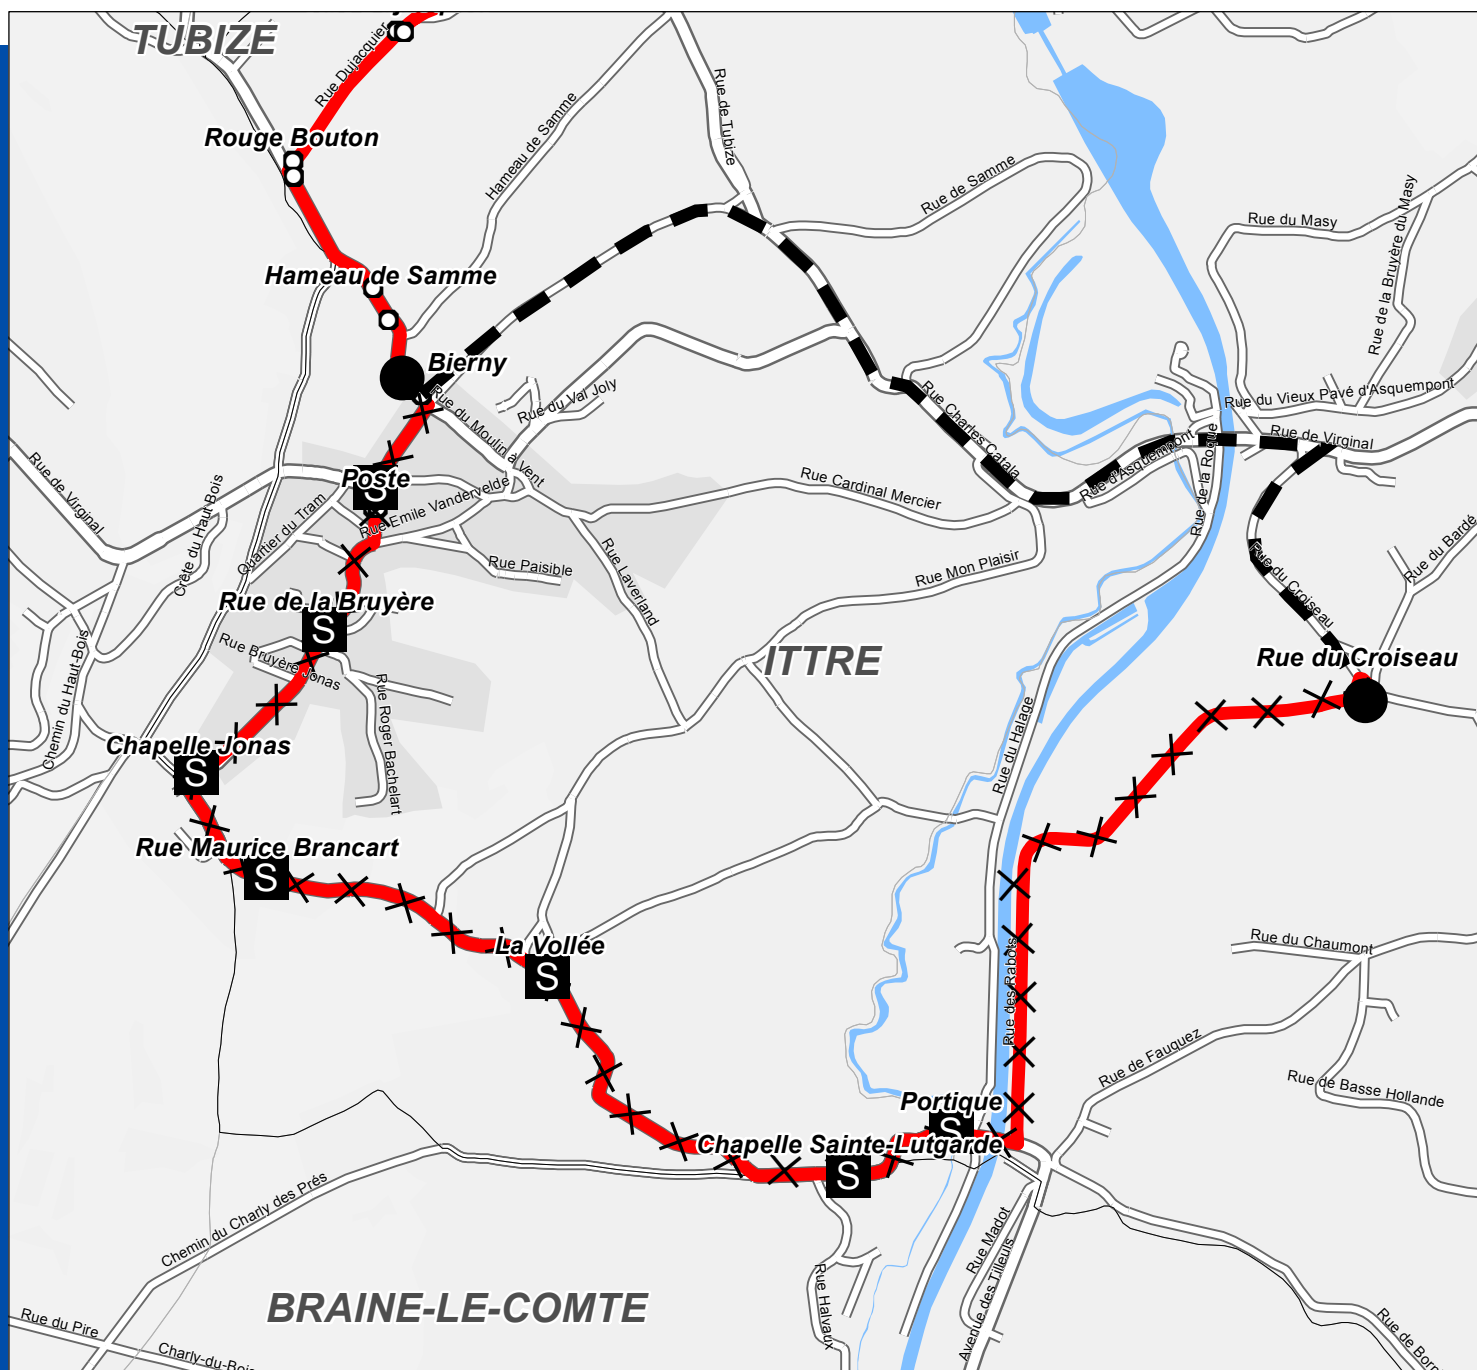 TUBIZE
Rue Dujacquier
Rouge Bouton
Hameau de Samme
Rue de Tubize
Rue de Samme
Rue du Masy
Rue de la Bruyère du Masy
Hameau de Samme
Bierny
Rue du Val Joly
Rue du Moulin à Vent
Rue Charles Catala
Rue du Vieux Pavé d'Asquempont
Rue de Virginal
Rue d'Asquempont
Rue de la Roque
Rue de Virginal
Crête du Haut-Bois
Quartier du Tram
Poste
S
Rue Emile Vandervelde
Rue Cardinal Mercier
Rue Paisible
Rue Laverland
Rue Mon Plaisir
Rue du Croiseau
Rue du Bardé
Rue de la Bruyère
S
Rue Bruyère Jonas
Rue Roger Bachelart
Chemin du Haut-Bois
ITTRE
Rue du Croiseau
Rue du Halage
Chapelle Jonas
S
Rue Maurice Brancart
S
La Vollée
S
Rue du Chaumont
Rue des Rabots
Rue de Fauquez
Rue de Basse Hollande
Portique
S
Chapelle Sainte-Lutgarde
S
Chemin du Charly des Prés
Rue Madot
Avenue des Tilleuls
Rue Halvaux
BRAINE-LE-COMTE
Rue du Pire
Charly-du-Bois